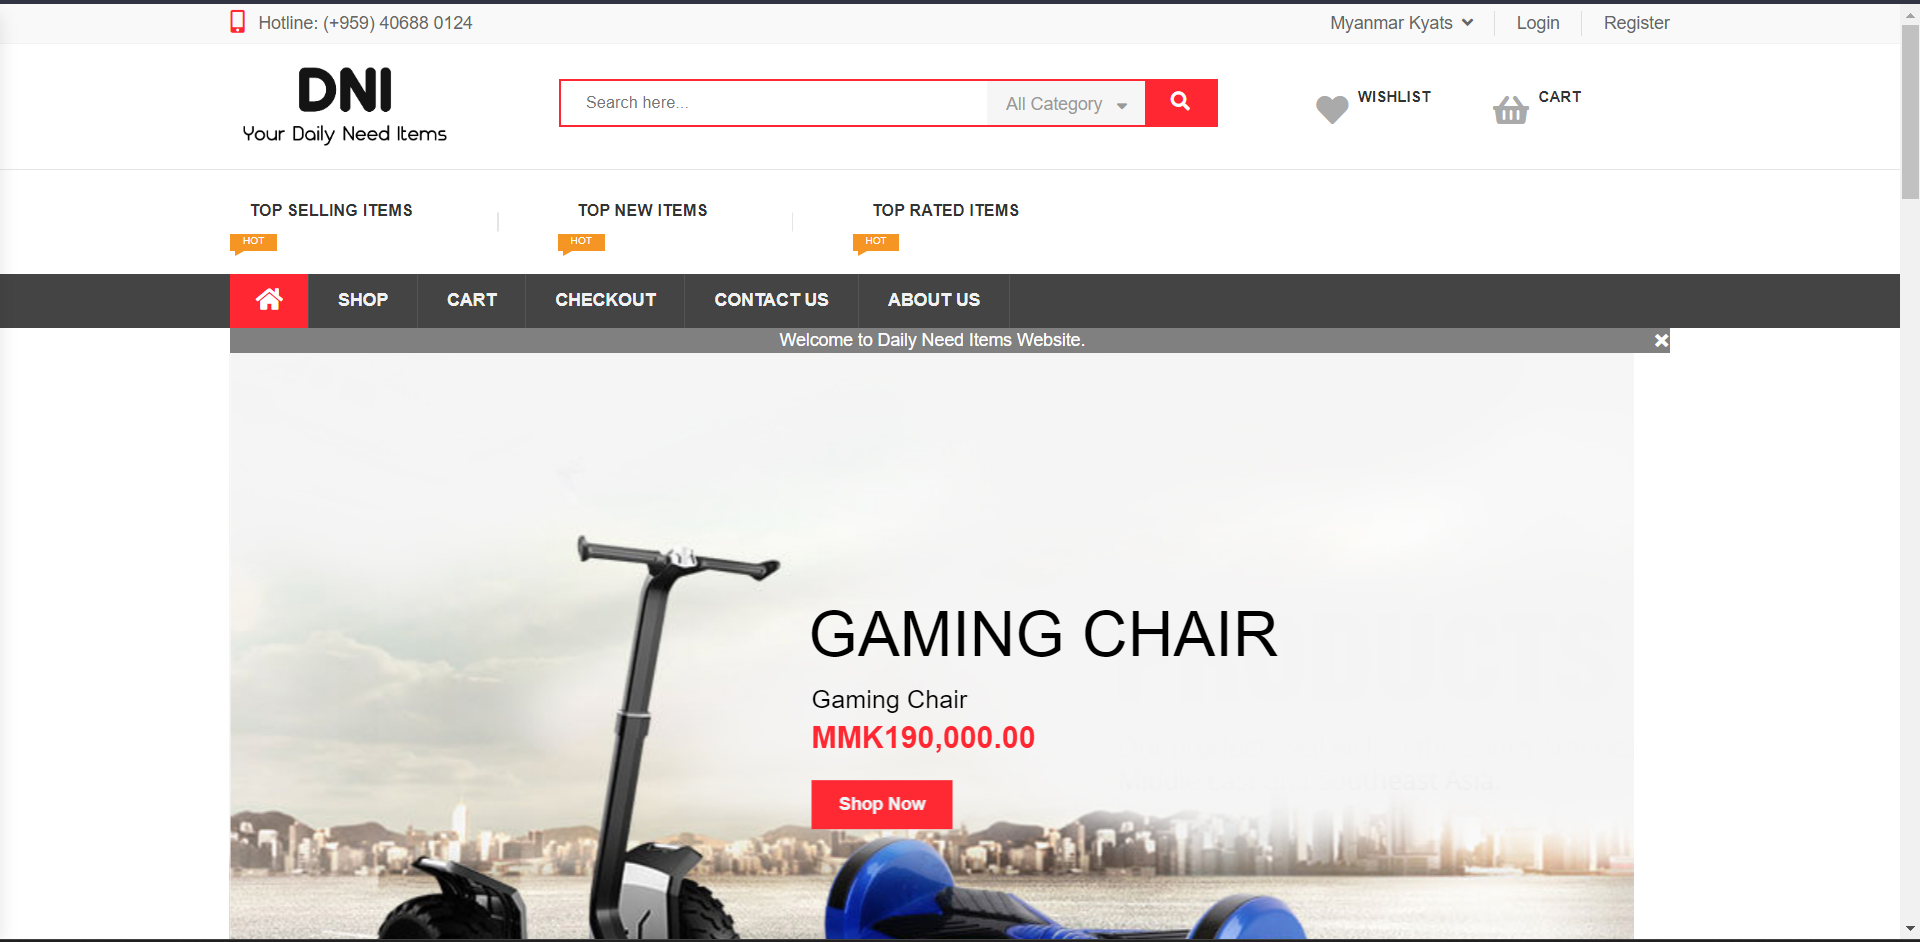 Hotline: (+959) 40688 0124
Myanmar Kyats
Login
Register
DNI
Your Daily Need Items
Search here...
All Category
WISHLIST
CART
TOP SELLING ITEMS
HOT
TOP NEW ITEMS
HOT
TOP RATED ITEMS
HOT
SHOP
CART
CHECKOUT
CONTACT US
ABOUT US
Welcome to Daily Need Items Website.
GAMING CHAIR
Gaming Chair
MMK190,000.00
Shop Now